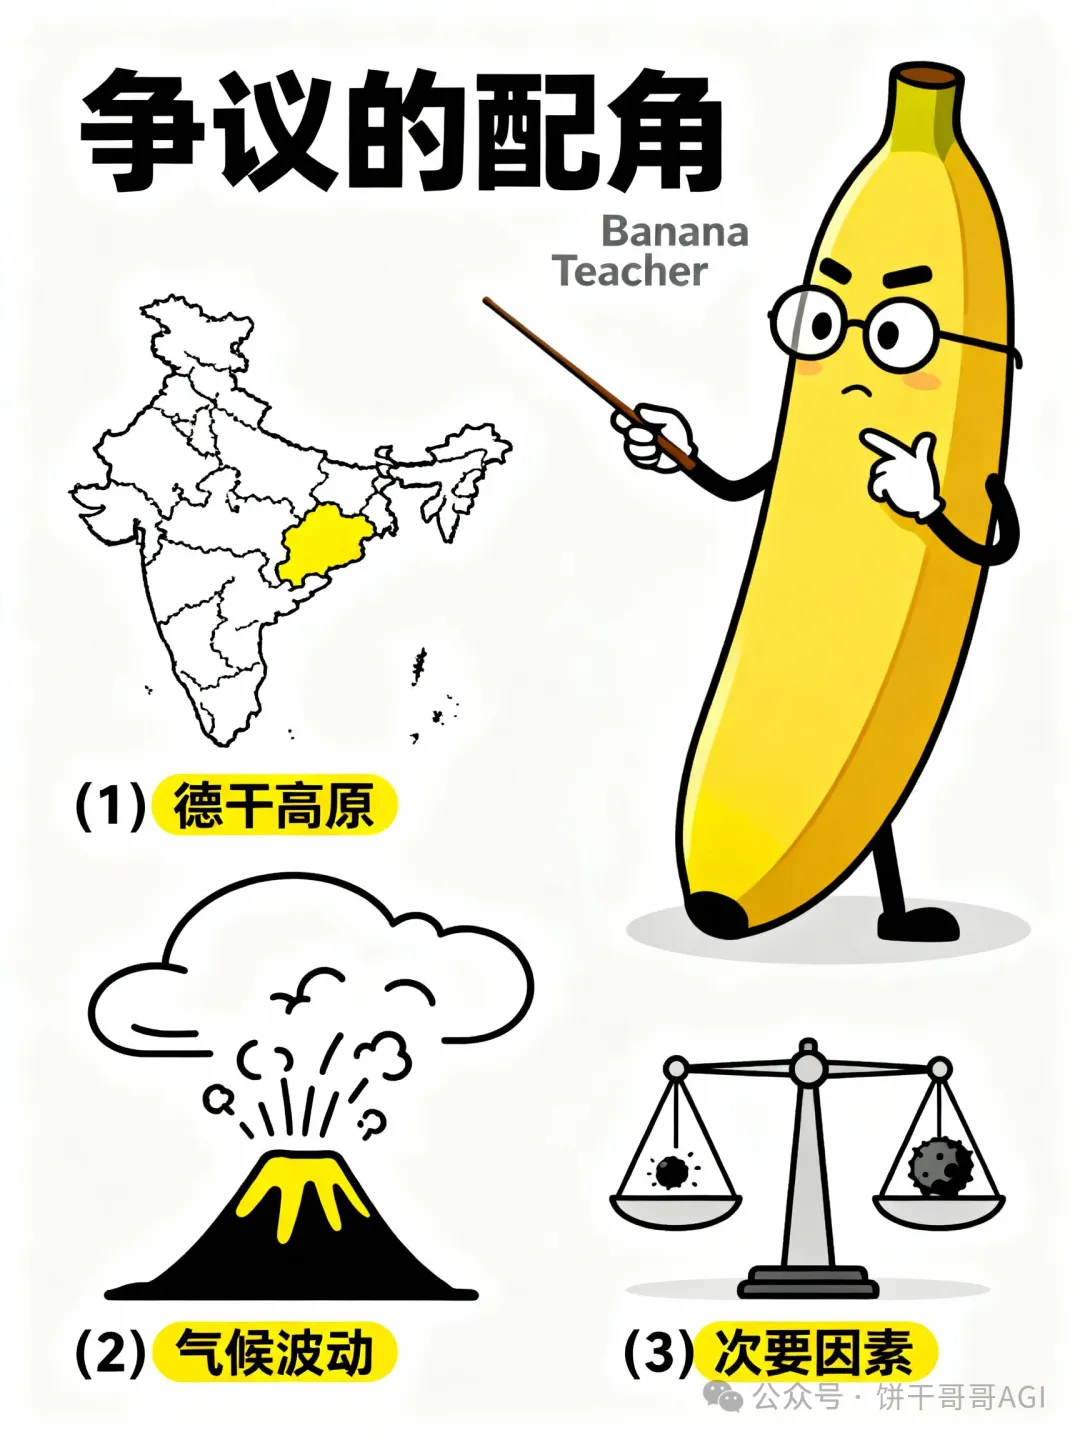 争议的配角
Banana
Teacher
(1) 德干高原
(2) 气候波动
(3) 次要因素
公众号 · 饼干哥哥AGI